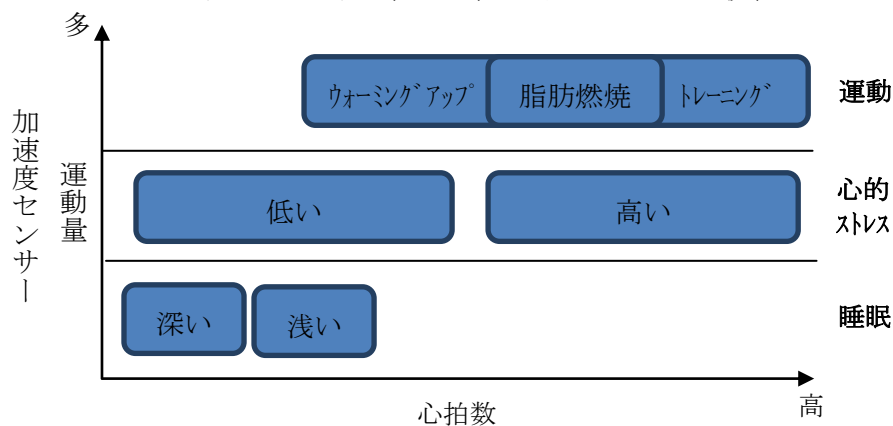 多
ｳｫｰﾐﾝｸﾞｱｯﾌﾟ
脂肪燃焼
ﾄﾚｰﾆﾝｸﾞ
運動
加速度センサー
運動量
低い
高い
心的
ｽﾄﾚｽ
深い
浅い
睡眠
心拍数
高